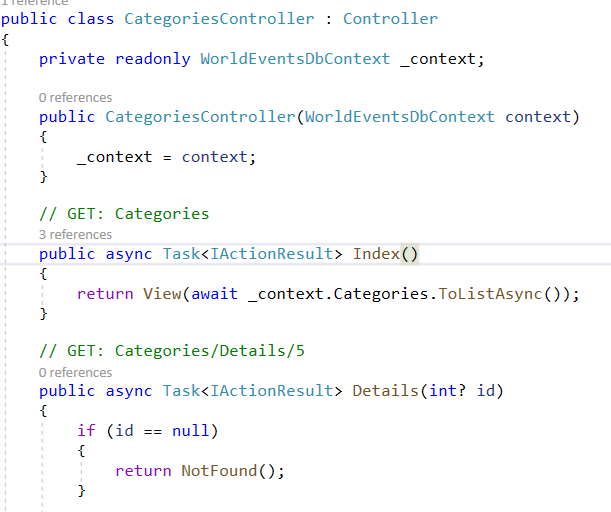 1 reference
public class CategoriesController : Controller
{
private readonly WorldEventsDbContext _context;
0 references
public CategoriesController(WorldEventsDbContext context)
{
_context = context;
}
// GET: Categories
3 references
public async Task<IActionResult> Index()
{
return View(await _context.Categories.ToListAsync());
}
// GET: Categories/Details/5
0 references
public async Task<IActionResult> Details(int? id)
{
if (id == null)
{
return NotFound();
}